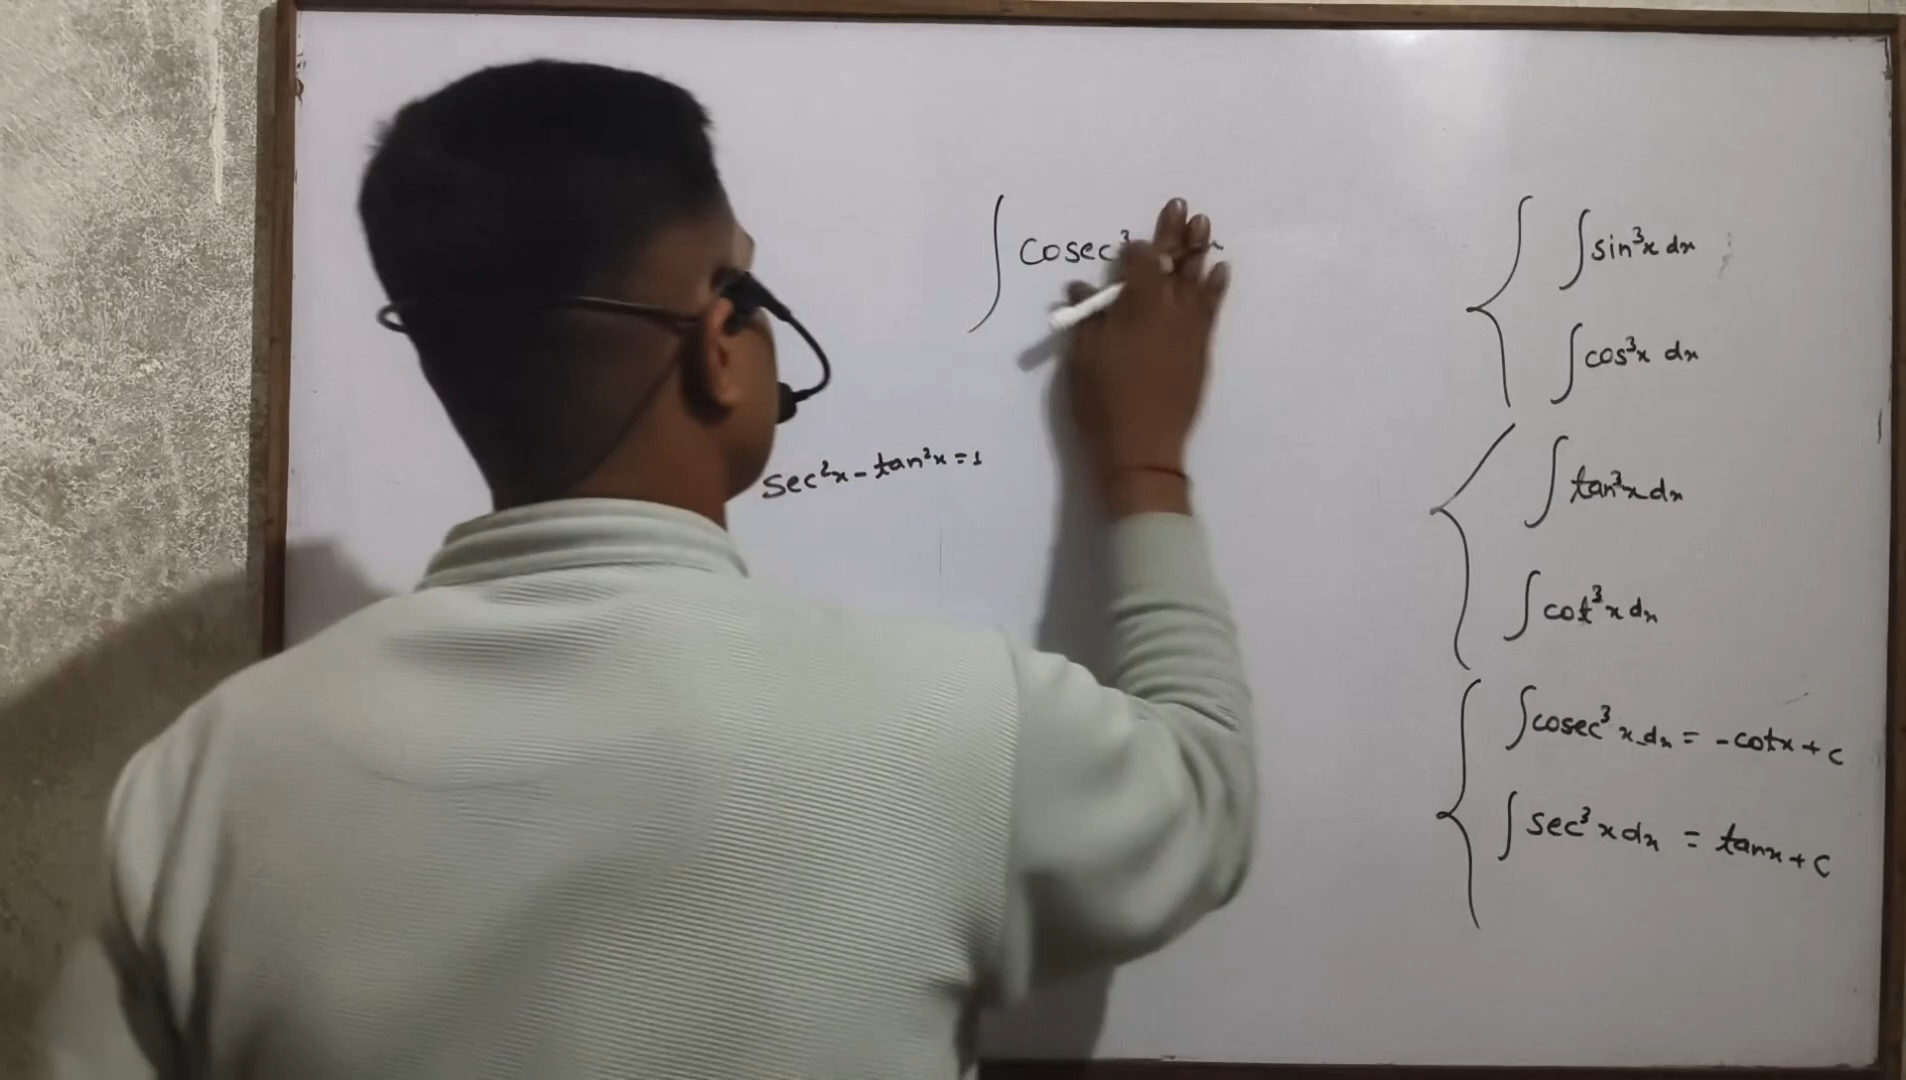 ∫ cosec³
sec²x - tan²x = 1
∫ sin³x dx
∫ cos³x dx
∫ tan³x dx
∫ cot³x dx
∫ cosec³x dx = -cotx + c
∫ sec³x dx = tanx + c